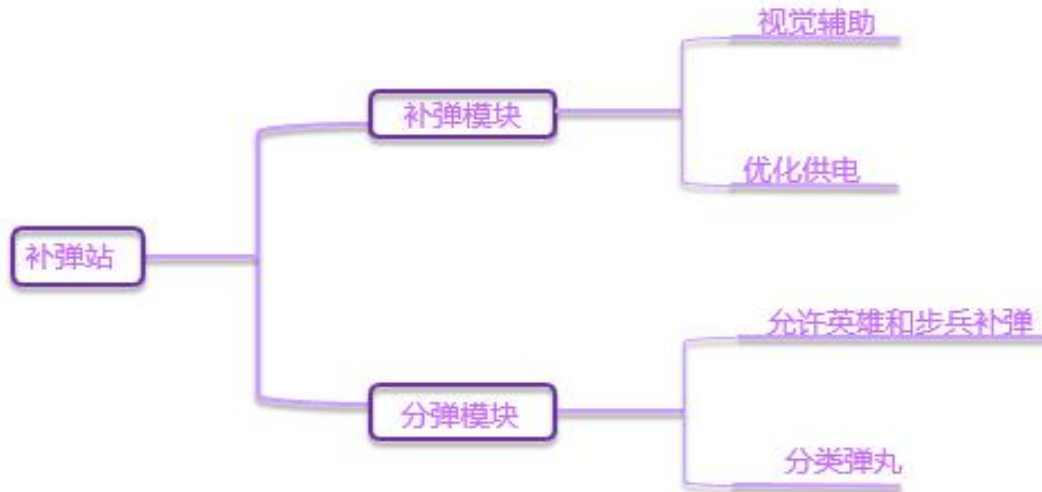 视觉辅助
补弹模块
优化供电
补弹站
允许英雄和步兵补弹
分弹模块
分类弹丸